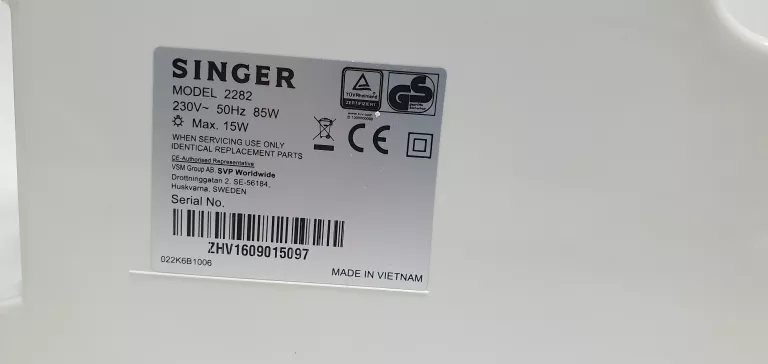 SINGER
MODEL 2282
230V~ 50Hz 85W
Max. 15W
WHEN SERVICING USE ONLY
IDENTICAL REPLACEMENT PARTS
CE-Authorised Representative
VSM Group AB. SVP Worldwide
Drottninggatan 2. SE-56184,
Huskvarna, SWEDEN
Serial No.
ZHV1609015097
022K6B1006
MADE IN VIETNAM
TÜVRheinland
ZERTIFIZIERT
GS
geprüfte
Sicherheit
CE